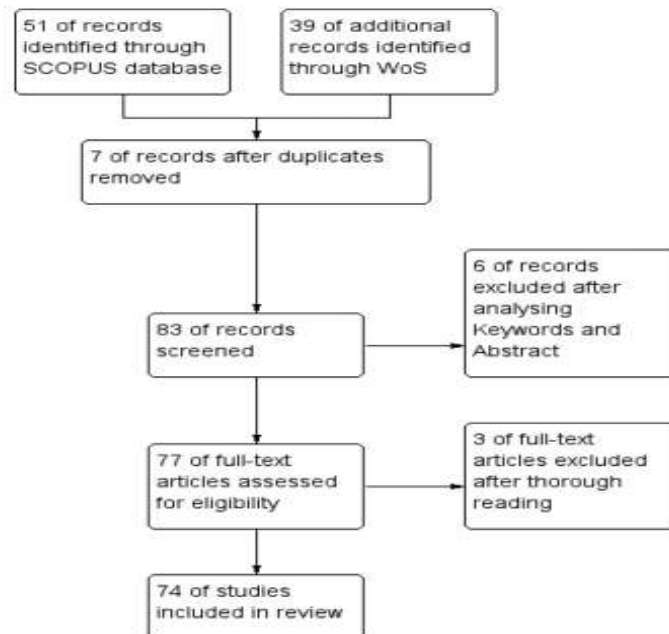 51 of records
identified through
SCOPUS database
39 of additional
records identified
through WoS
7 of records after duplicates
removed
83 of records
screened
6 of records
excluded after
analysing
Keywords and
Abstract
77 of full-text
articles assessed
for eligibility
3 of full-text
articles excluded
after thorough
reading
74 of studies
included in review